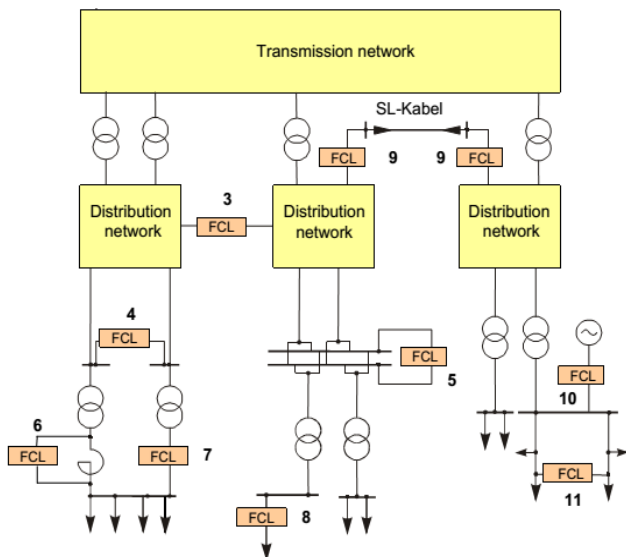 Transmission network
SL-Kabel
FCL
9
9
FCL
Distribution
network
3
FCL
Distribution
network
Distribution
network
4
FCL
FCL
5
FCL
10
6
FCL
FCL
7
FCL
11
FCL
8